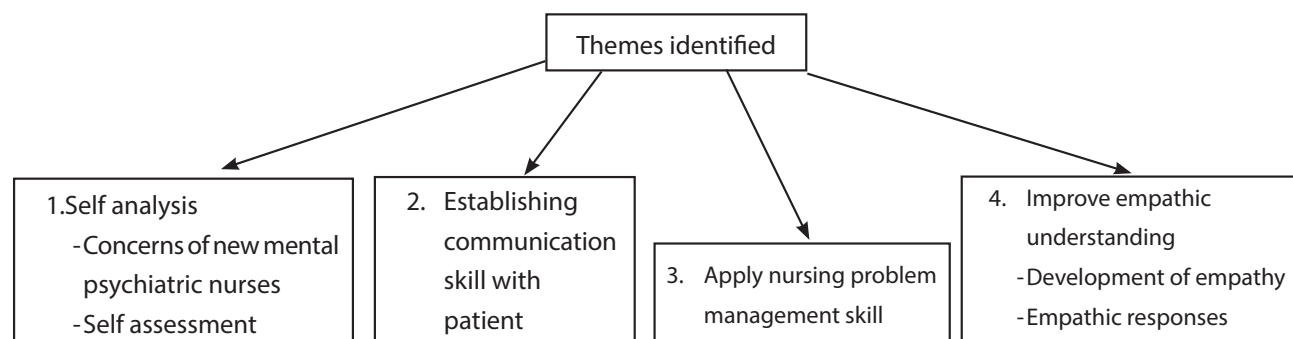 Themes identified
1.Self analysis
-Concerns of new mental
psychiatric nurses
-Self assessment
2. Establishing
communication
skill with
patient
3. Apply nursing problem
management skill
4. Improve empathic
understanding
-Development of empathy
-Empathic responses